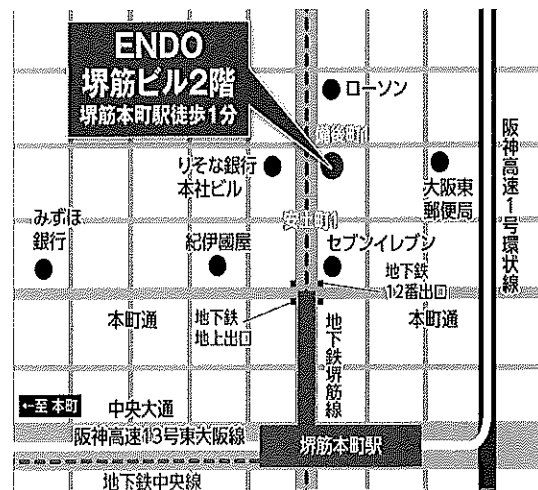 ENDO
堺筋ビル2階
堺筋本町駅徒歩1分
ローソン
備後町1
りそな銀行
本社ビル
大阪東
郵便局
阪神高速1号環状線
安土町1
みずほ
銀行
紀伊國屋
セブンイレブン
地下鉄
12番出口
本町通
地下鉄
地上出口
地下鉄堺筋線
本町通
←至 本町
中央大通
阪神高速13号東大阪線
堺筋本町駅
地下鉄中央線